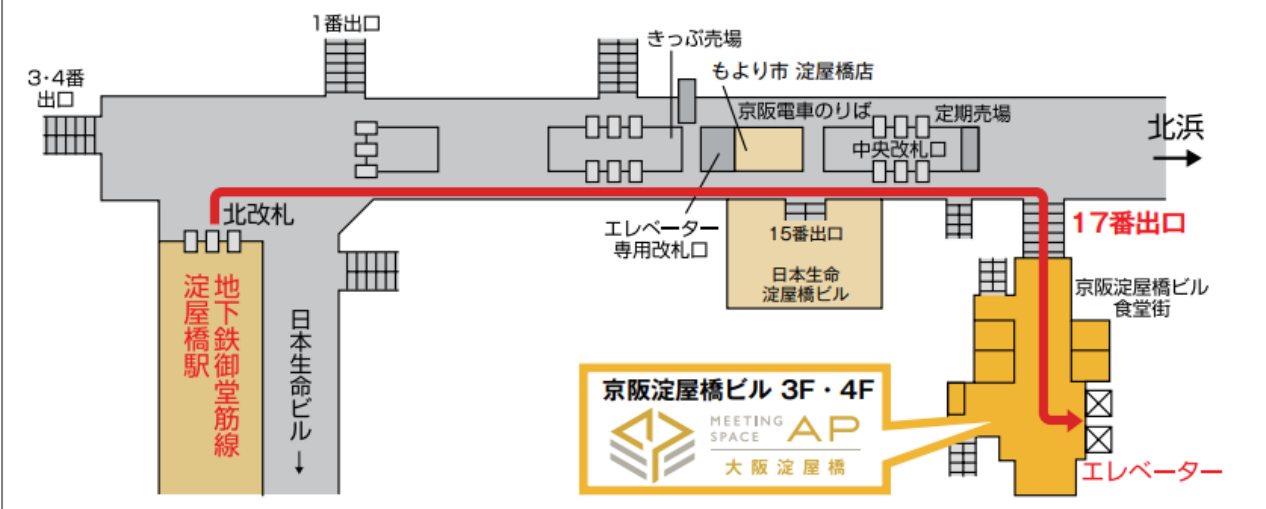 1番出口
きっぷ売場
3・4番
出口
もより市 淀屋橋店
京阪電車のりば
定期売場
北浜
中央改札口
北改札
エレベーター
専用改札口
15番出口
17番出口
日本生命
淀屋橋ビル
京阪淀屋橋ビル
食堂街
地下鉄御堂筋線
淀屋橋駅
日本生命ビル
京阪淀屋橋ビル 3F・4F
MEETING
SPACE
AP
大阪淀屋橋
エレベーター